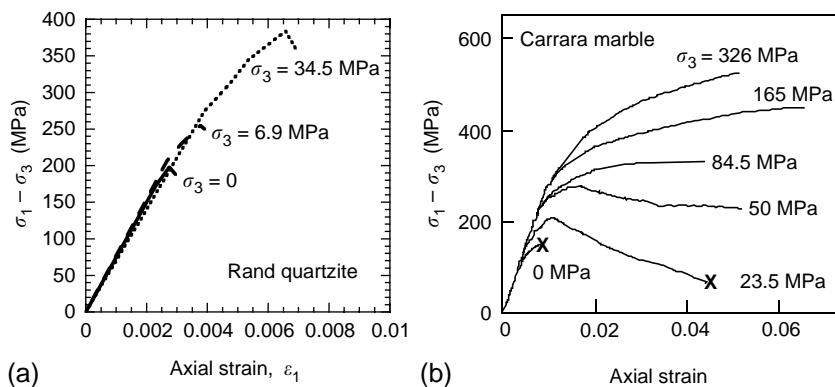 400
350
300
250
200
150
100
50
0
σ1 – σ3 (MPa)
σ3 = 34.5 MPa
σ3 = 6.9 MPa
σ3 = 0
Rand quartzite
0 0.002 0.004 0.006 0.008 0.01
(a) Axial strain, ε1
600
400
200
0
σ1 – σ3 (MPa)
Carrara marble
σ3 = 326 MPa
165 MPa
84.5 MPa
50 MPa
X
0 MPa
X 23.5 MPa
0 0.02 0.04 0.06
(b) Axial strain